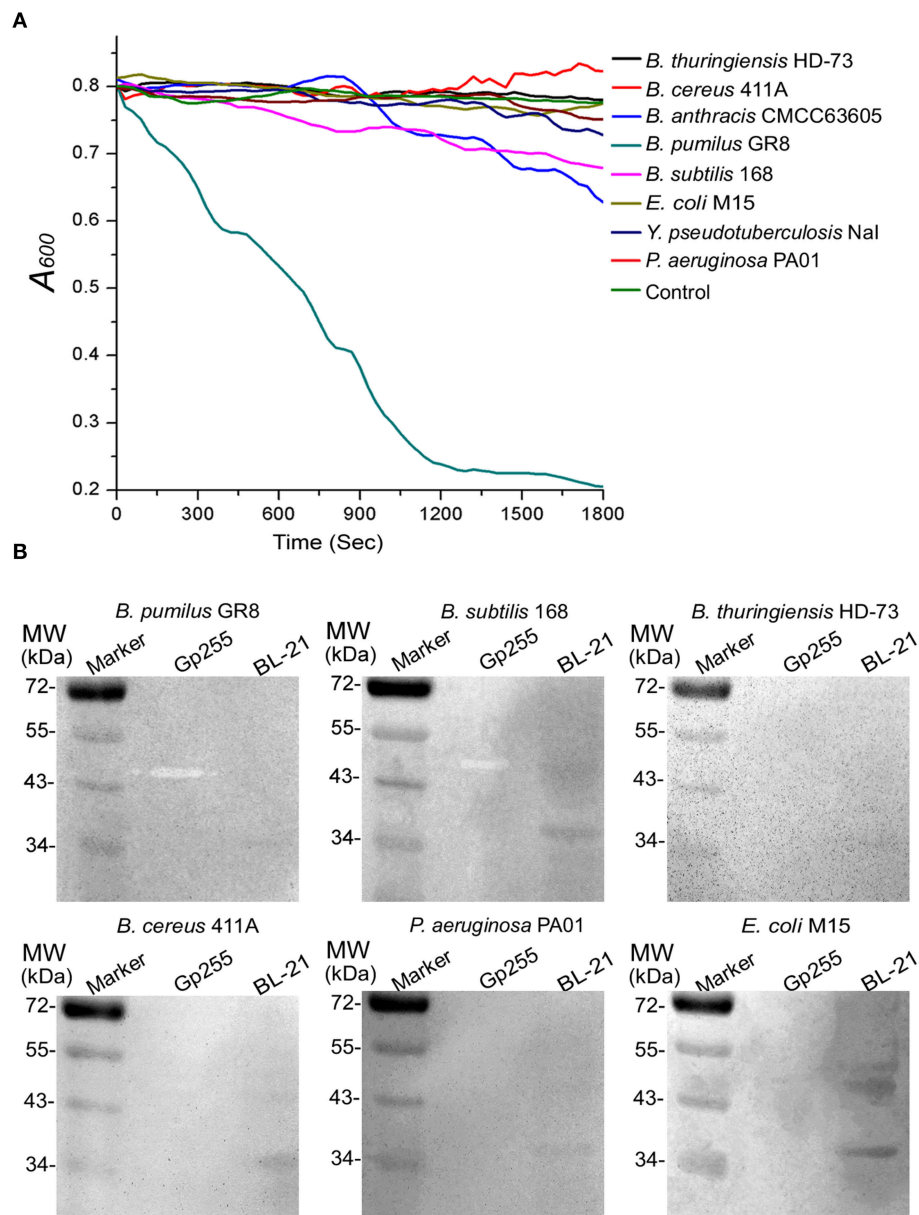 A
B. thuringiensis HD-73
B. cereus 411A
B. anthracis CMCC63605
B. pumilus GR8
B. subtilis 168
E. coli M15
Y. pseudotuberculosis NaI
P. aeruginosa PA01
Control
0.8
0.7
0.6
0.5
0.4
0.3
0.2
A600
0 300 600 900 1200 1500 1800
Time (Sec)
B
B. pumilus GR8
MW
(kDa)
Marker Gp255 BL-21
72-
55-
43-
34-
B. subtilis 168
MW
(kDa)
Marker Gp255 BL-21
72-
55-
43-
34-
B. thuringiensis HD-73
MW
(kDa)
Marker Gp255 BL-21
72-
55-
43-
34-
B. cereus 411A
MW
(kDa)
Marker Gp255 BL-21
72-
55-
43-
34-
P. aeruginosa PA01
MW
(kDa)
Marker Gp255 BL-21
72-
55-
43-
34-
E. coli M15
MW
(kDa)
Marker Gp255 BL-21
72-
55-
43-
34-